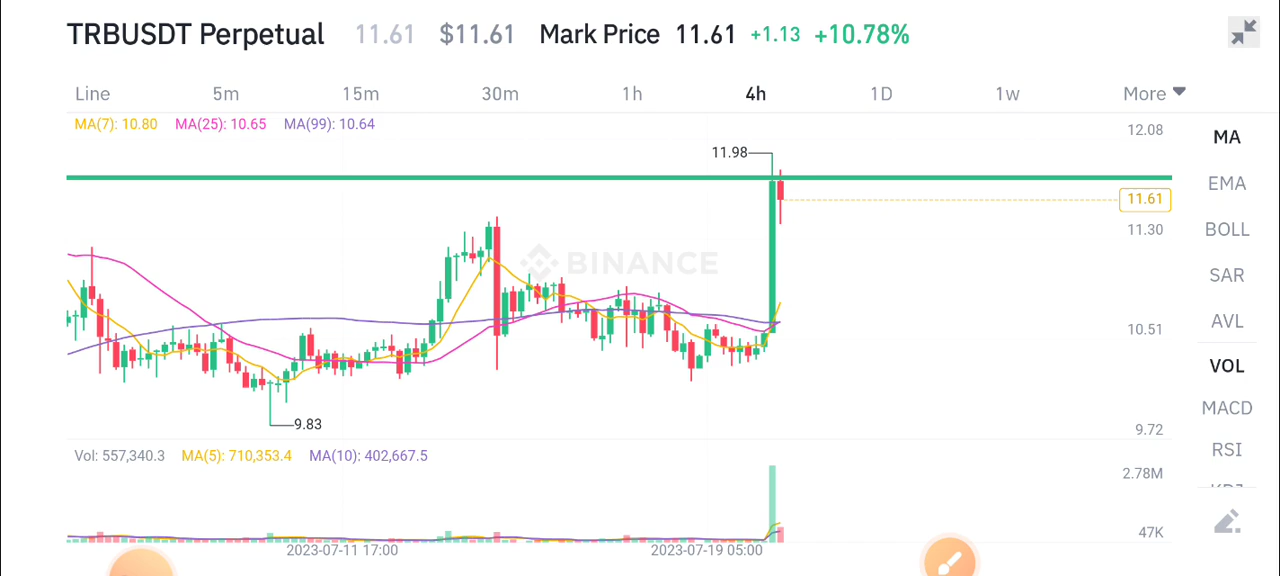 TRBUSDT Perpetual 11.61 $11.61 Mark Price 11.61 +1.13 +10.78%
Line 5m 15m 30m 1h 4h 1D 1w More
MA(7): 10.80 MA(25): 10.65 MA(99): 10.64
12.08
MA
11.98
EMA
11.61
11.30
BOLL
BINANCE
SAR
10.51
AVL
VOL
MACD
9.83
9.72
RSI
Vol: 557,340.3 MA(5): 710,353.4 MA(10): 402,667.5
2.78M
KDJ
47K
2023-07-11 17:00 2023-07-19 05:00